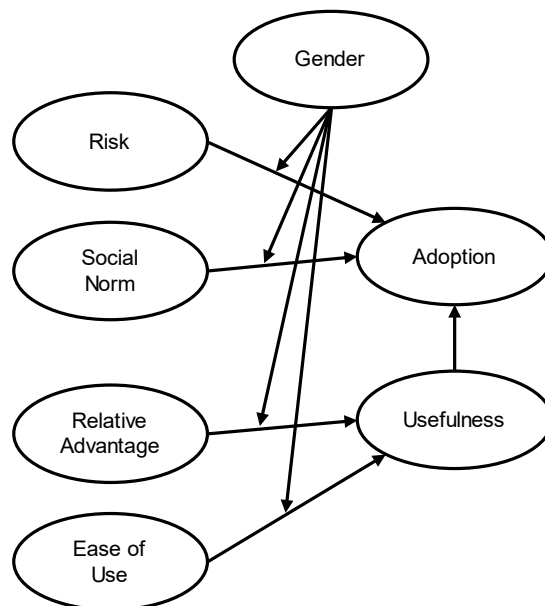 Gender
Risk
Social
Norm
Adoption
Relative
Advantage
Usefulness
Ease of
Use